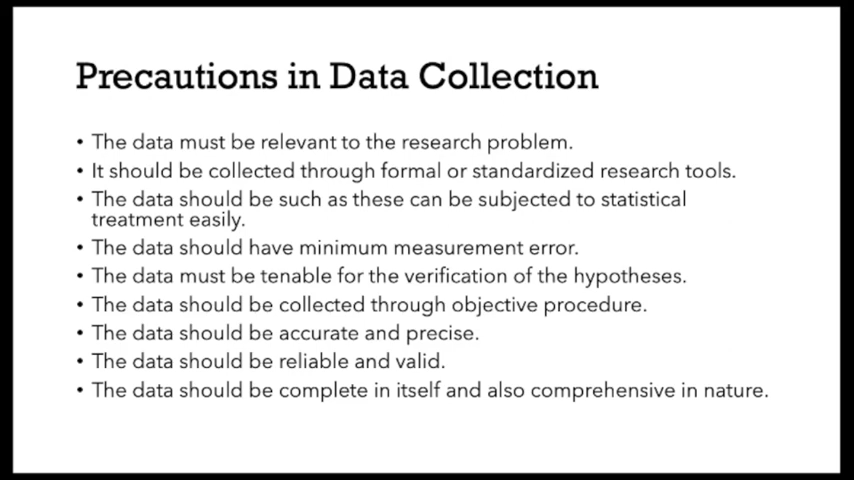 Precautions in Data Collection
• The data must be relevant to the research problem.
• It should be collected through formal or standardized research tools.
• The data should be such as these can be subjected to statistical
treatment easily.
• The data should have minimum measurement error.
• The data must be tenable for the verification of the hypotheses.
• The data should be collected through objective procedure.
• The data should be accurate and precise.
• The data should be reliable and valid.
• The data should be complete in itself and also comprehensive in nature.